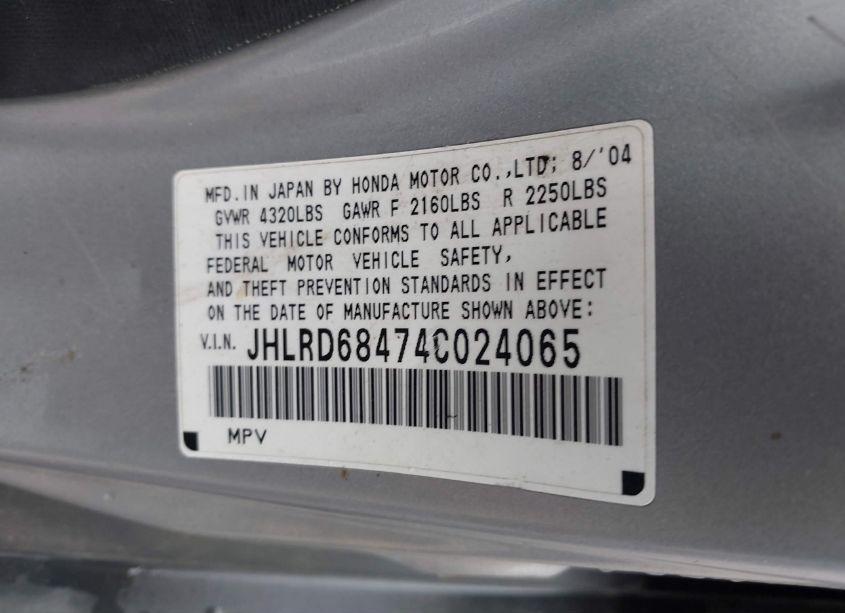 MFD.IN JAPAN BY HONDA MOTOR CO.,LTD; 8/'04
GVWR 4320LBS GAWR F 2160LBS R 2250LBS
THIS VEHICLE CONFORMS TO ALL APPLICABLE
FEDERAL MOTOR VEHICLE SAFETY,
AND THEFT PREVENTION STANDARDS IN EFFECT
ON THE DATE OF MANUFACTURE SHOWN ABOVE:
V.I.N. JHLRD68474C024065
MPV